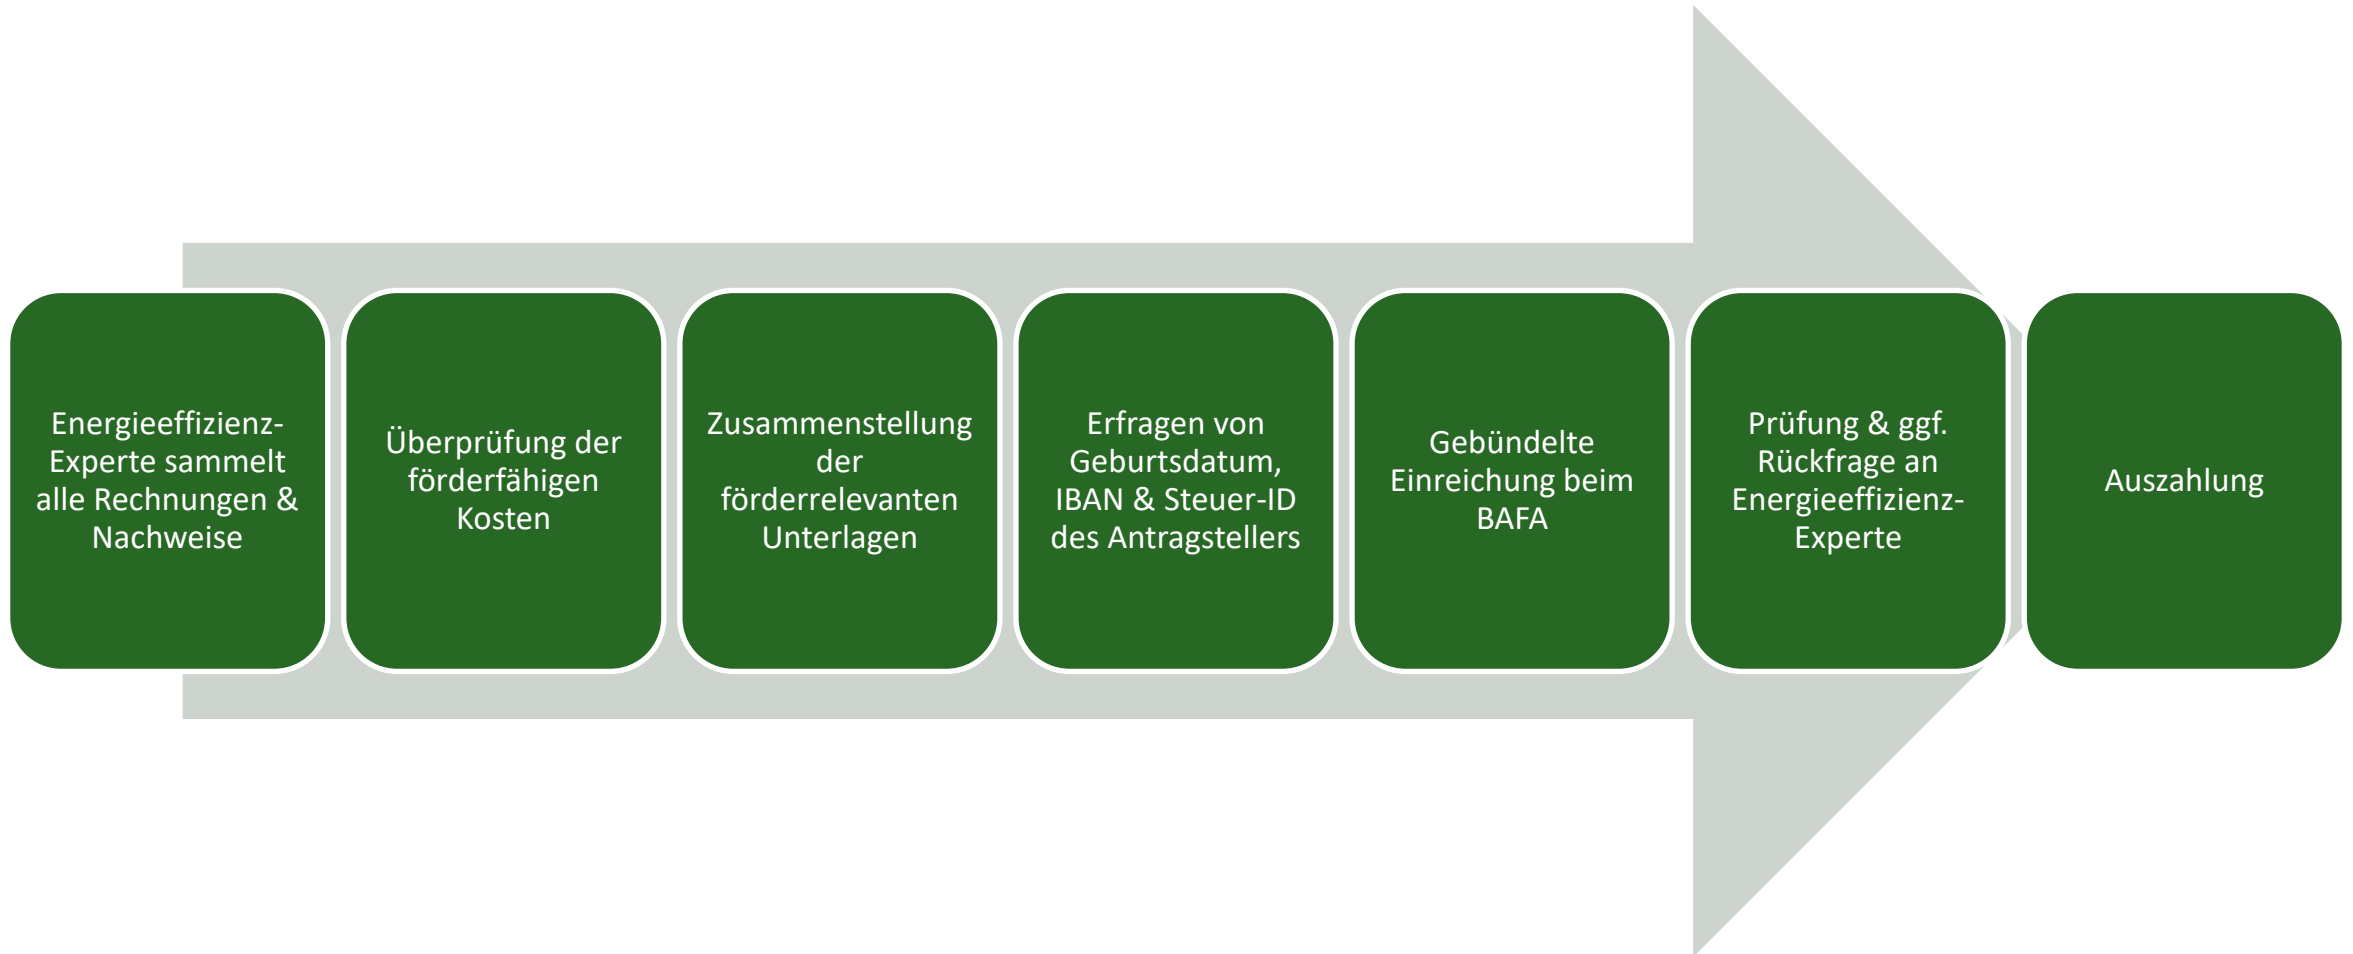 Energieeffizienz-
Experte sammelt
alle Rechnungen &
Nachweise
Überprüfung der
förderfähigen
Kosten
Zusammenstellung
der
förderrelevanten
Unterlagen
Erfragen von
Geburtsdatum,
IBAN & Steuer-ID
des Antragstellers
Gebündelte
Einreichung beim
BAFA
Prüfung & ggf.
Rückfrage an
Energieeffizienz-
Experte
Auszahlung